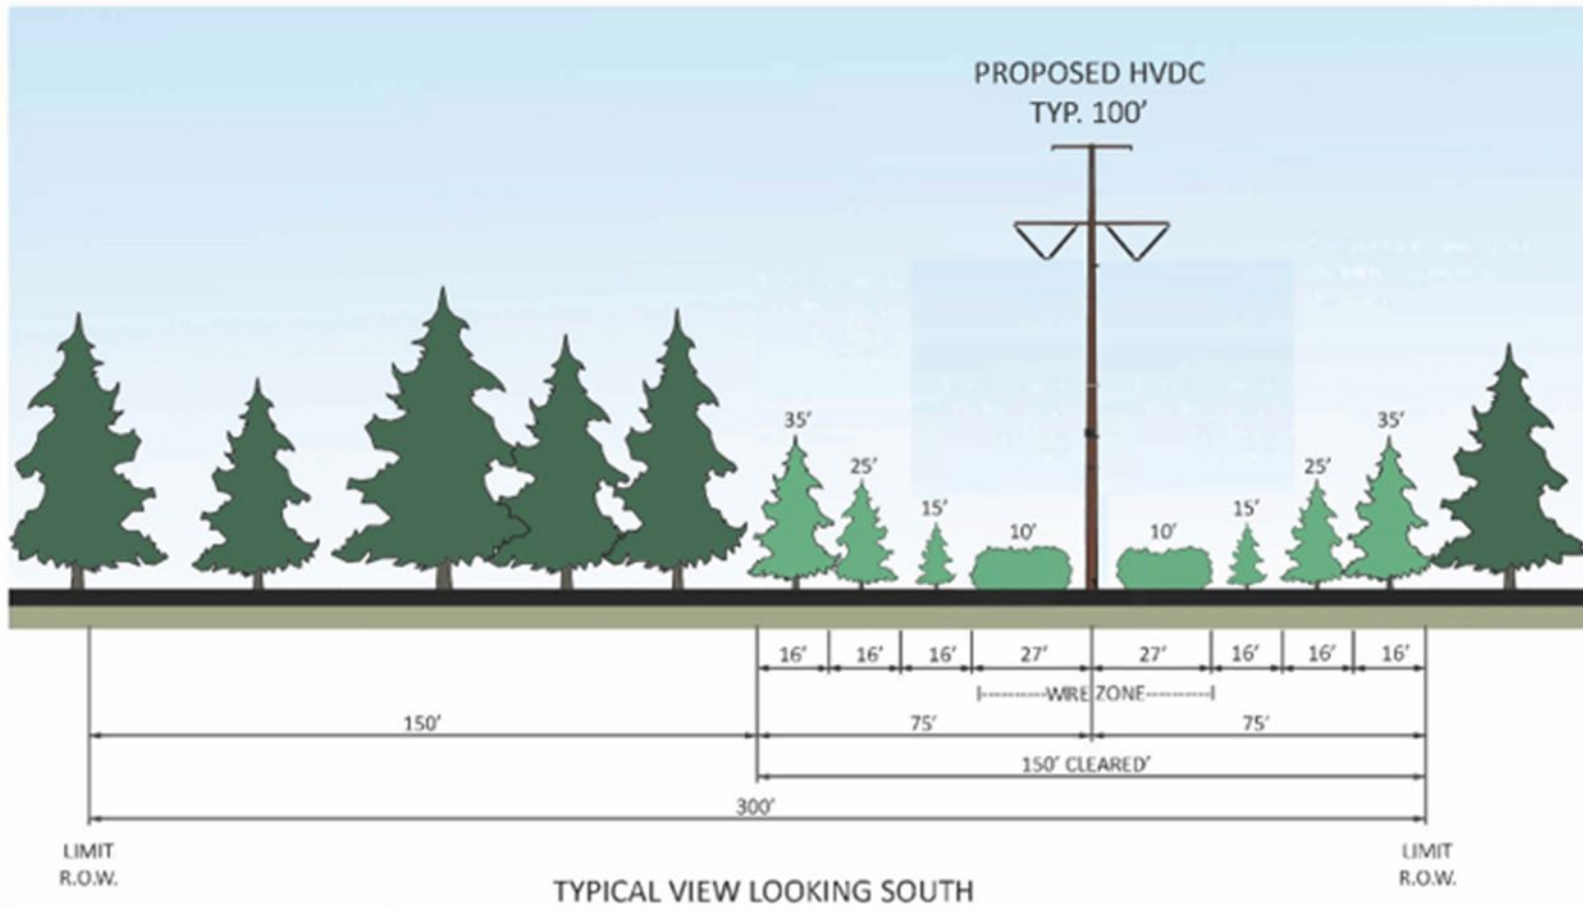 PROPOSED HVDC
TYP. 100'
35'
25'
15'
10'
10'
15'
25'
35'
16'
16'
16'
27'
27'
16'
16'
16'
|----------WIRE ZONE----------|
150'
75'
75'
150' CLEARED'
300'
LIMIT
R.O.W.
LIMIT
R.O.W.
TYPICAL VIEW LOOKING SOUTH